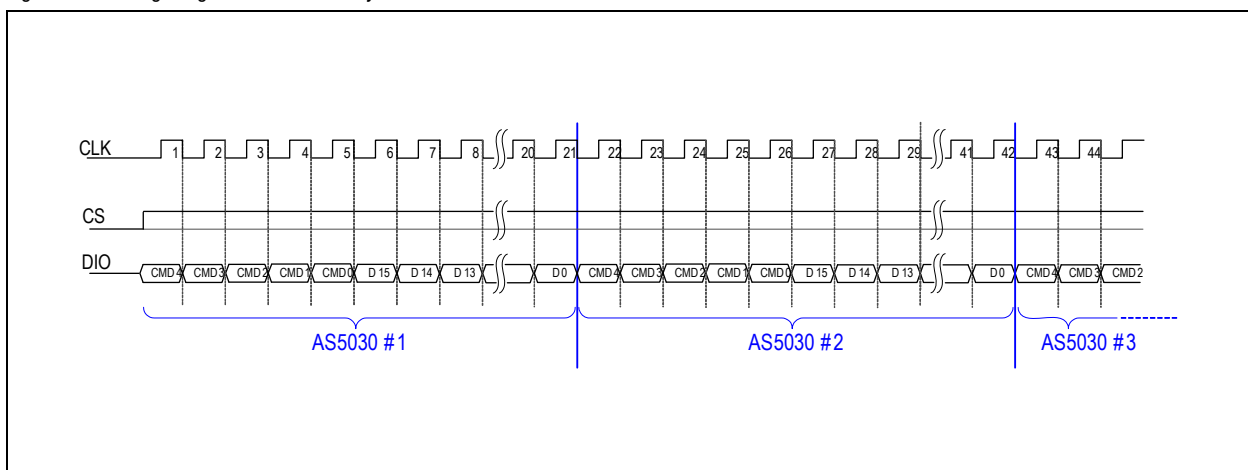 CLK 1 2 3 4 5 6 7 8 20 21 22 23 24 25 26 27 28 29 41 42 43 44
CS
DIO CMD 4 CMD 3 CMD 2 CMD 1 CMD 0 D 15 D 14 D 13 D 0 CMD 4 CMD 3 CMD 2 CMD 1 CMD 0 D 15 D 14 D 13 D 0 CMD 4 CMD 3 CMD 2
AS5030 #1 AS5030 #2 AS5030 #3